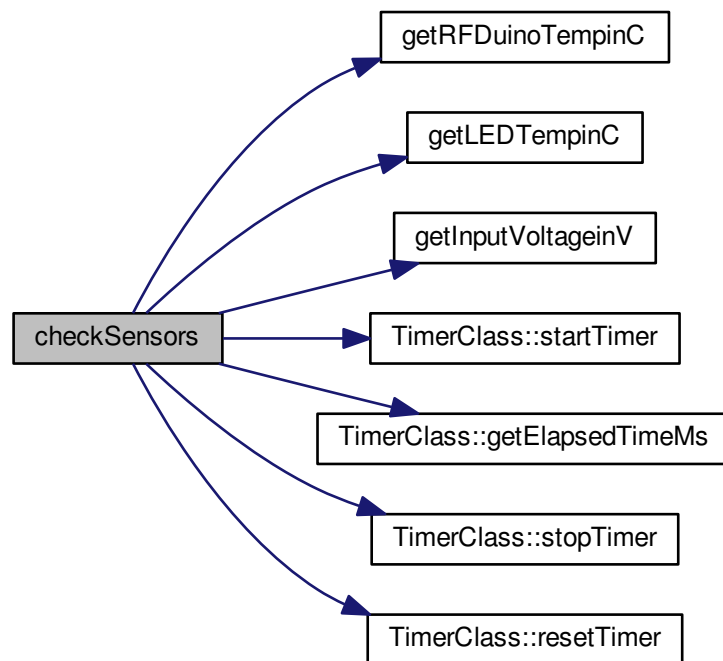 getRFDuinoTempinC
getLEDTempinC
getInputVoltageinV
checkSensors
TimerClass::startTimer
TimerClass::getElapsedTimeMs
TimerClass::stopTimer
TimerClass::resetTimer